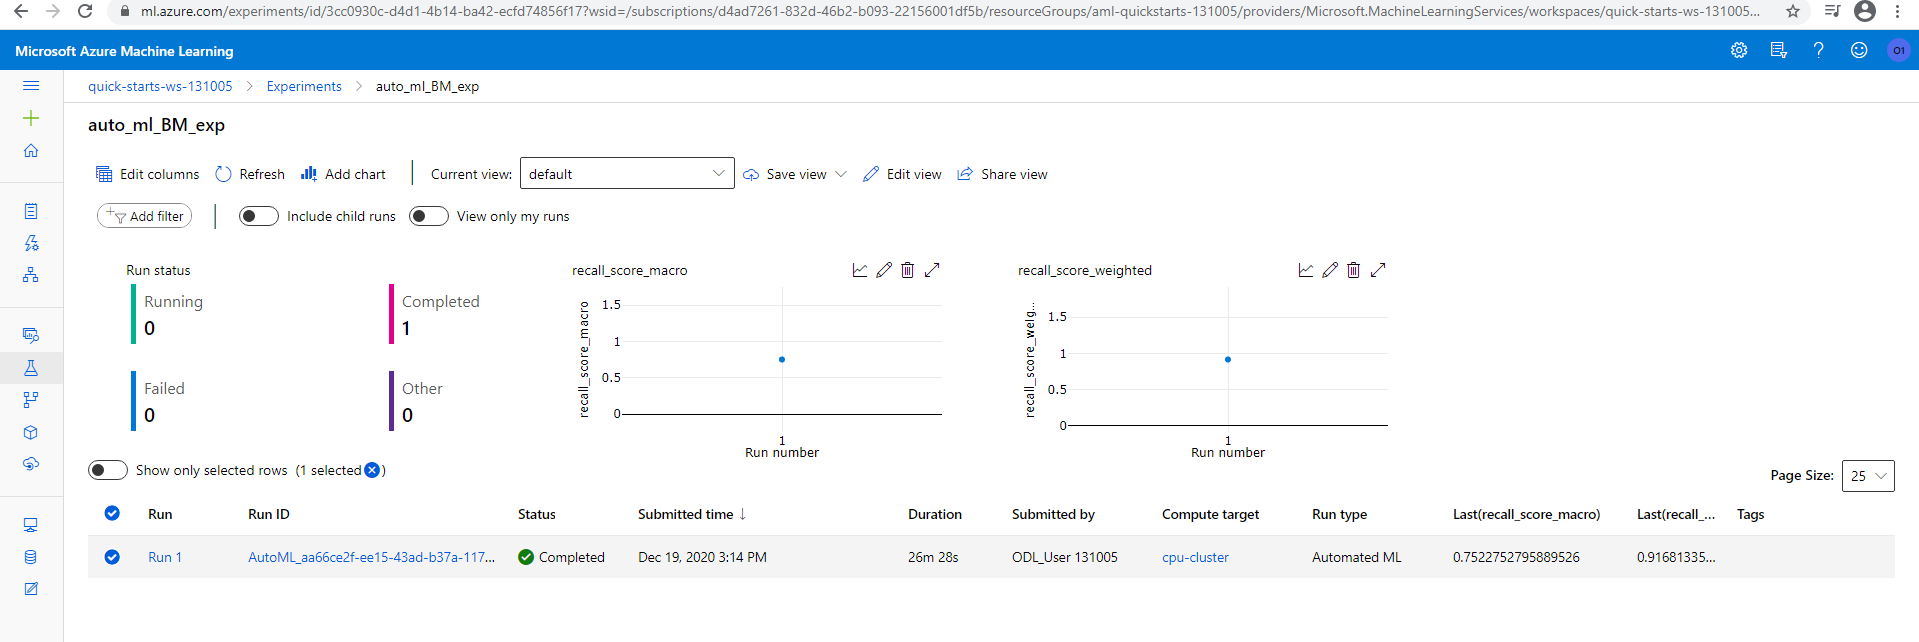 ml.azure.com/experiments/id/3cc0930c-d4d1-4b14-ba42-ecfd74856f17?wsid=/subscriptions/d4ad7261-832d-46b2-b093-22156001df5b/resourceGroups/aml-quickstarts-131005/providers/Microsoft.MachineLearningServices/workspaces/quick-starts-ws-131005...
Microsoft Azure Machine Learning
O1
quick-starts-ws-131005 > Experiments > auto_ml_BM_exp
auto_ml_BM_exp
Edit columns Refresh Add chart Current view: default Save view Edit view Share view
Add filter Include child runs View only my runs
Run status
Running
0
Completed
1
Failed
0
Other
0
recall_score_macro
recall_score_macro
1.5
1
0.5
0
1
Run number
recall_score_weighted
recall_score_weig...
1.5
1
0.5
0
1
Run number
Show only selected rows (1 selected )
Page Size: 25
Run Run ID Status Submitted time ↓ Duration Submitted by Compute target Run type Last(recall_score_macro) Last(recall_... Tags
Run 1 AutoML_aa66ce2f-ee15-43ad-b37a-117... Completed Dec 19, 2020 3:14 PM 26m 28s ODL_User 131005 cpu-cluster Automated ML 0.7522752795889526 0.91681335...